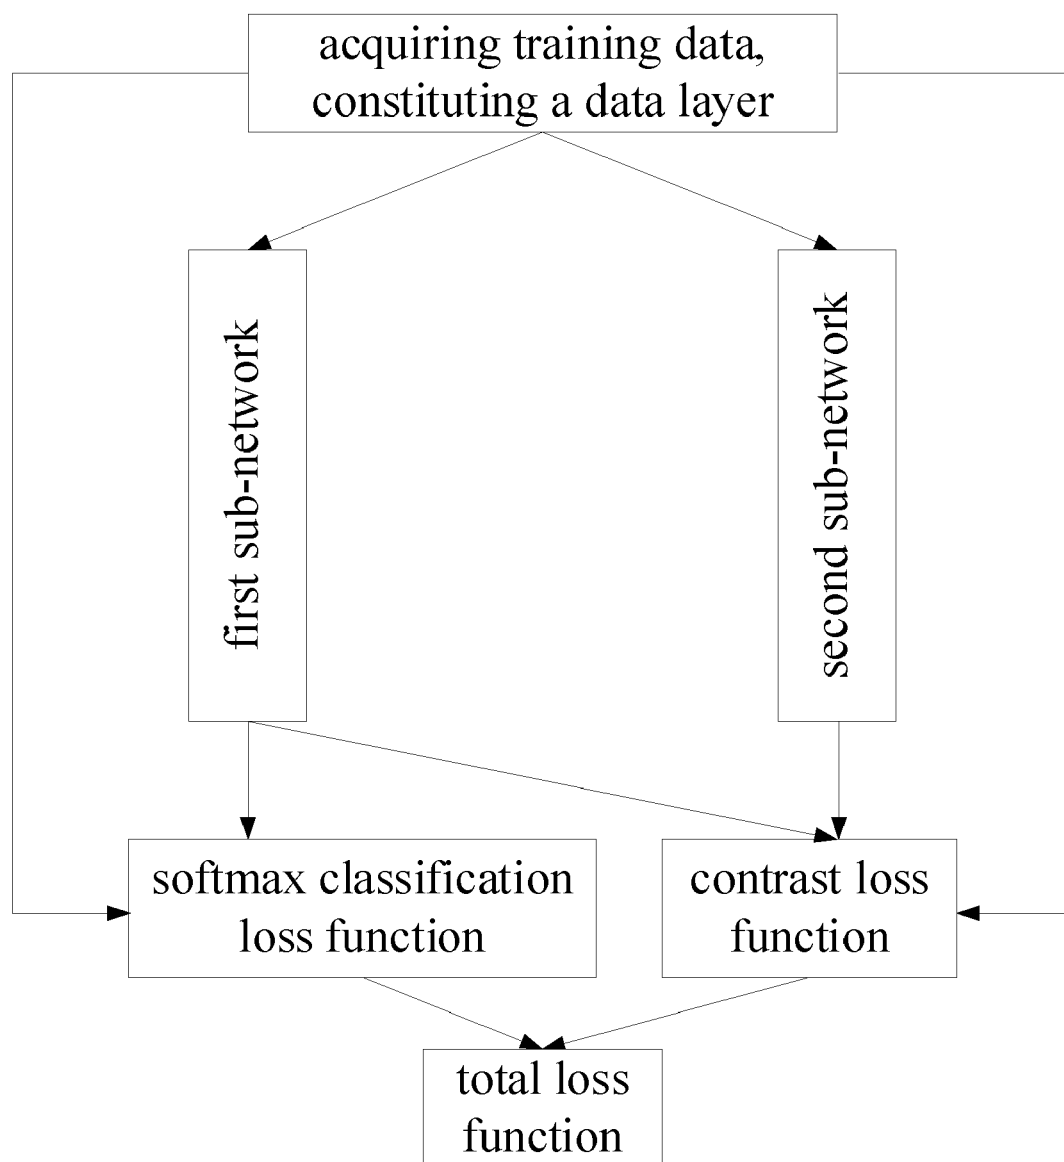 acquiring training data,
constituting a data layer
first sub-network
second sub-network
softmax classification
loss function
contrast loss
function
total loss
function